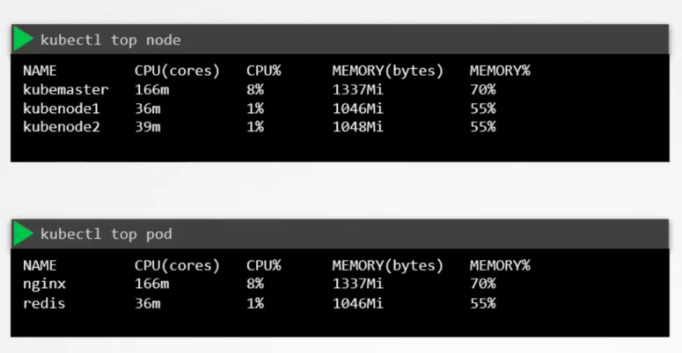 kubectl top node
NAME CPU(cores) CPU% MEMORY(bytes) MEMORY%
kubemaster 166m 8% 1337Mi 70%
kubenode1 36m 1% 1046Mi 55%
kubenode2 39m 1% 1048Mi 55%
kubectl top pod
NAME CPU(cores) CPU% MEMORY(bytes) MEMORY%
nginx 166m 8% 1337Mi 70%
redis 36m 1% 1046Mi 55%